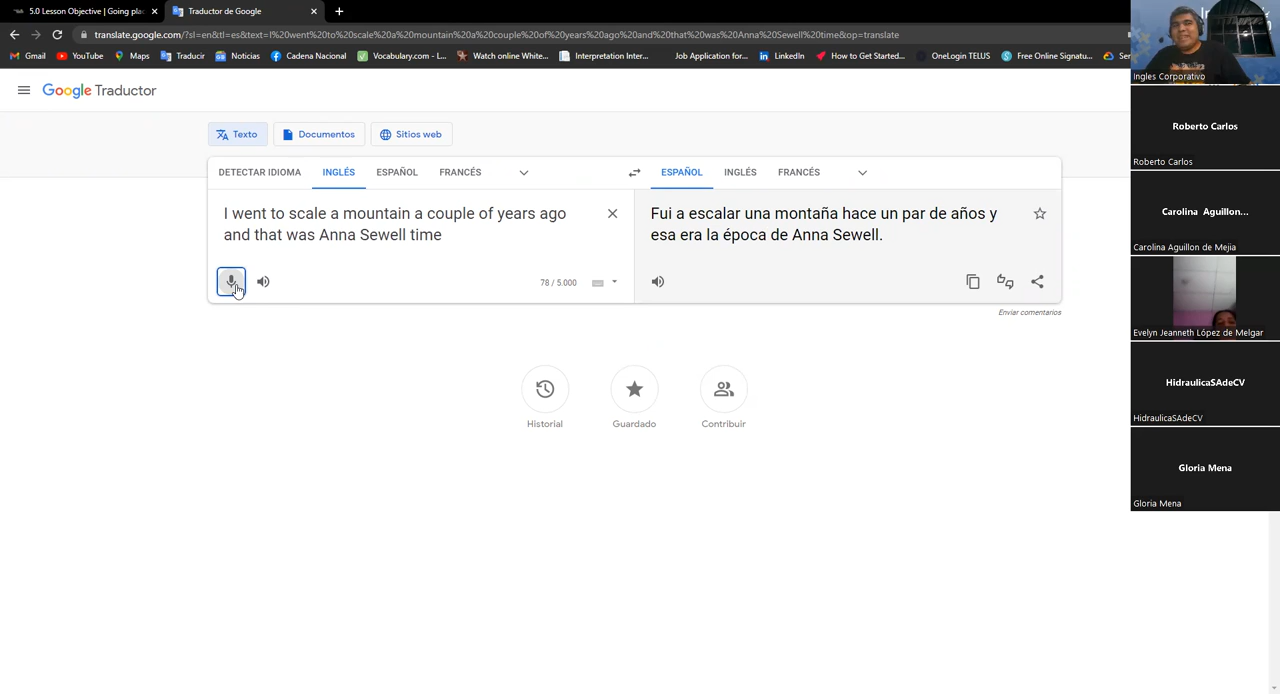 5.0 Lesson Objective | Going pla
Traductor de Google
translate.google.com/?sl=en&tl=es&text=I%20went%20to%20scale%20a%20mountain%20a%20couple%20of%20years%20ago%20and%20that%20was%20Anna%20Sewell%20time&op=translate
Gmail
YouTube
Maps
Traducir
Noticias
Cadena Nacional
Vocabulary.com - L...
Watch online White...
Interpretation Inter...
Job Application for...
LinkedIn
How to Get Started...
OneLogin TELUS
Free Online Signatu...
Google Traductor
Texto
Documentos
Sitios web
DETECTAR IDIOMA
INGLÉS
ESPAÑOL
FRANCÉS
ESPAÑOL
INGLÉS
FRANCÉS
I went to scale a mountain a couple of years ago
and that was Anna Sewell time
78 / 5.000
Fui a escalar una montaña hace un par de años y
esa era la época de Anna Sewell.
Enviar comentarios
Historial
Guardado
Contribuir
Ingles Corporativo
Roberto Carlos
Roberto Carlos
Carolina Aguillon...
Carolina Aguillon de Mejia
Evelyn Jeanneth López de Melgar
HidraulicaSAdeCV
HidraulicaSAdeCV
Gloria Mena
Gloria Mena